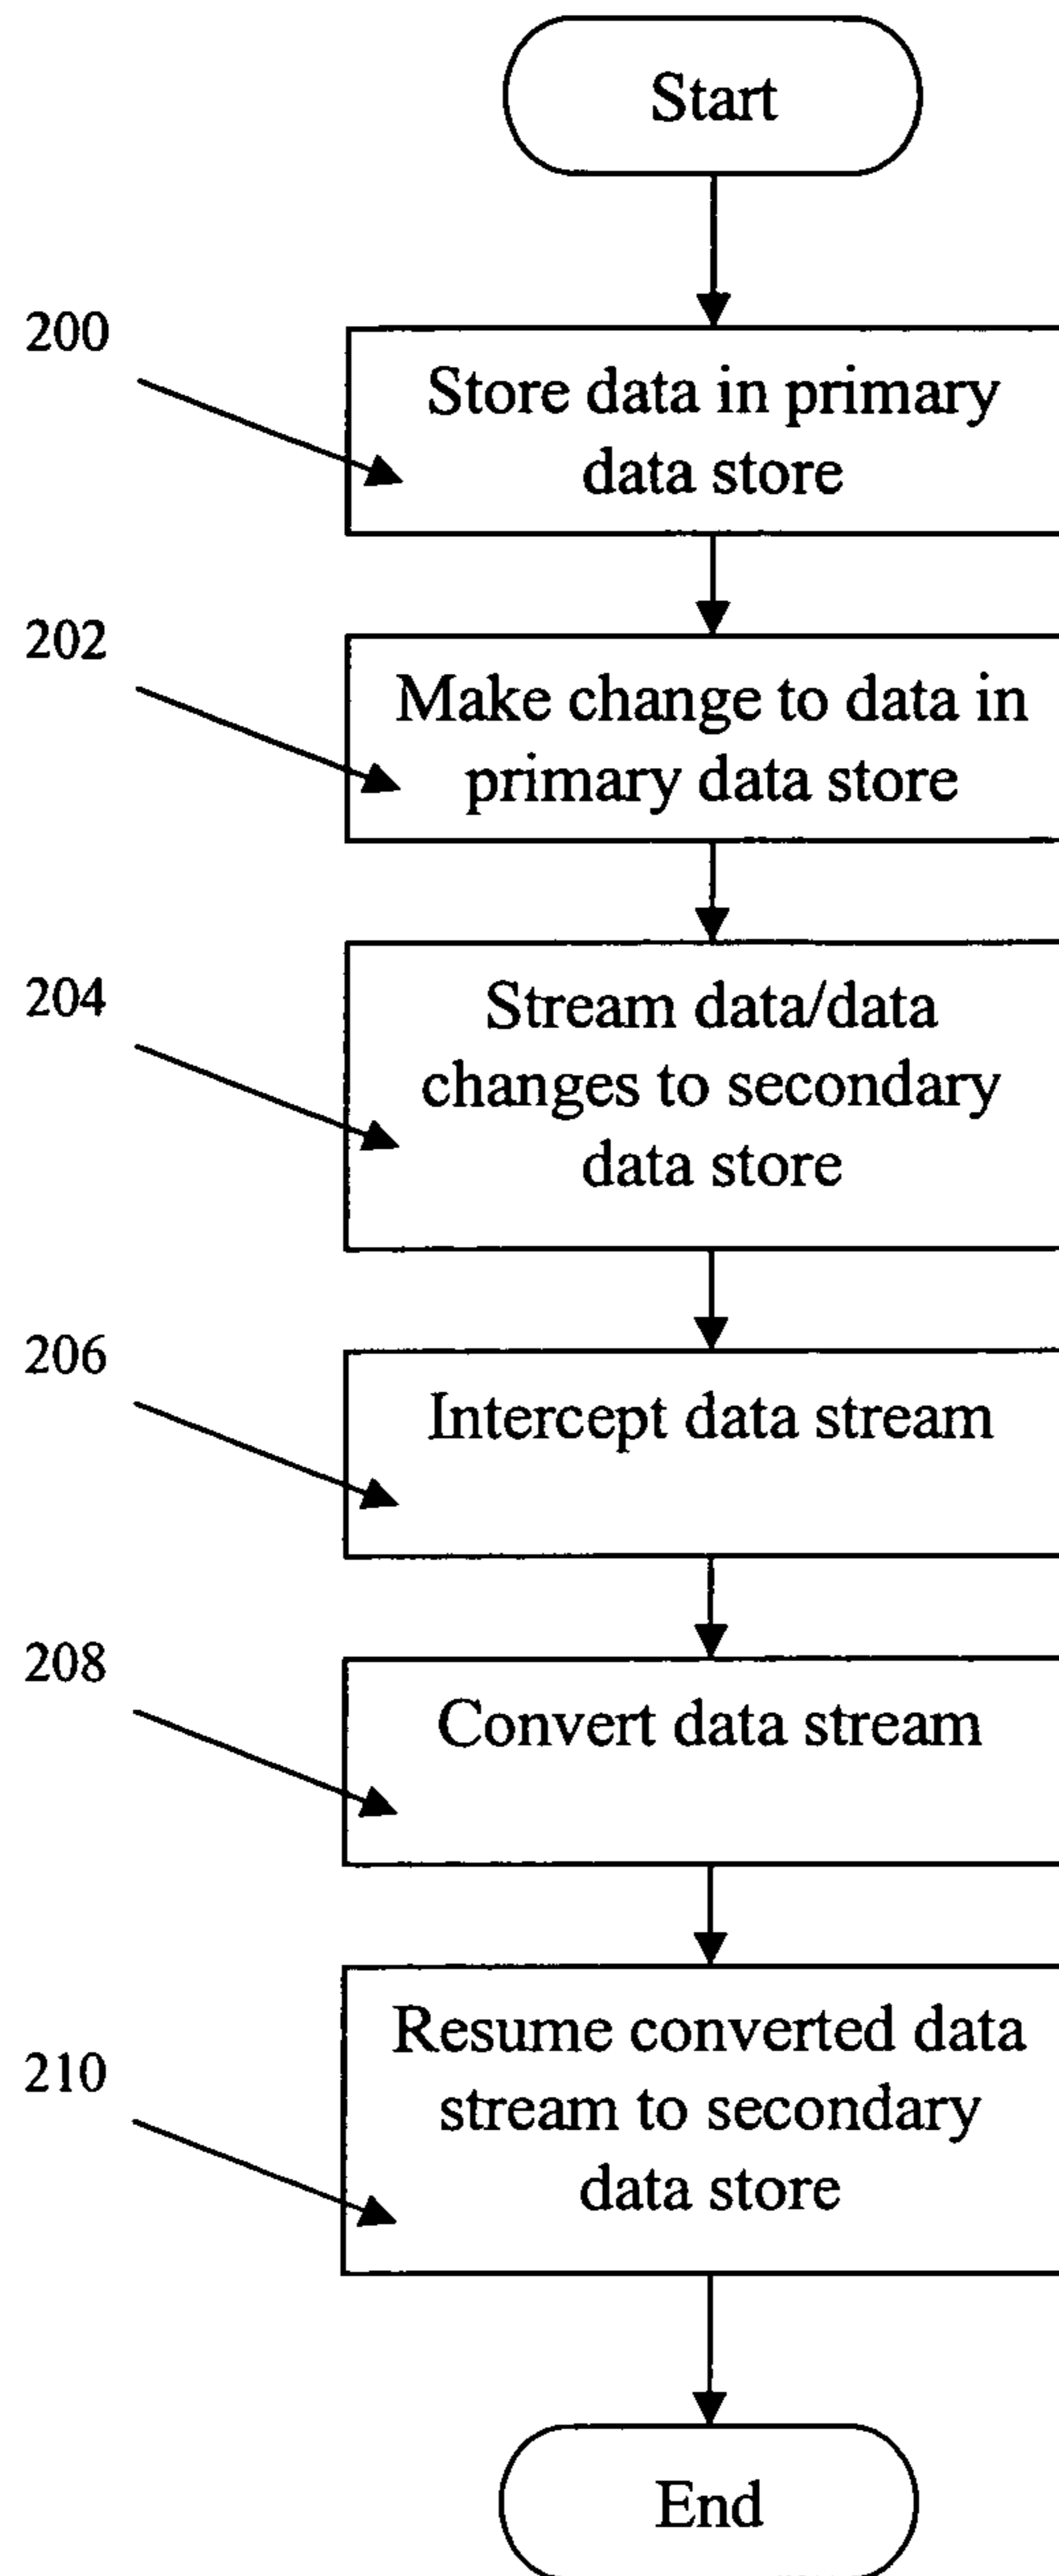 Start
200
Store data in primary
data store
202
Make change to data in
primary data store
204
Stream data/data
changes to secondary
data store
206
Intercept data stream
208
Convert data stream
210
Resume converted data
stream to secondary
data store
End